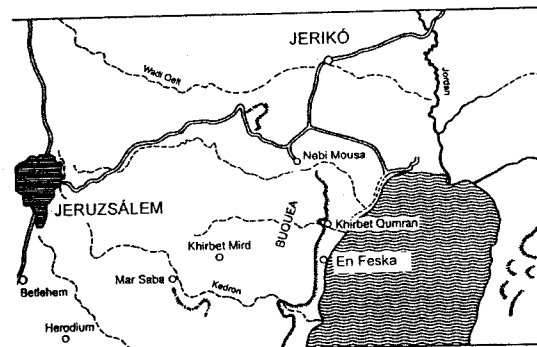 JERIKÓ
Wadi Qelt
Jordan
Nebi Mousa
JERUZSÁLEM
BUQUEA
Khirbet Qumran
Khirbet Mird
En Feska
Mar Saba
Kedron
Betlehem
Herodium